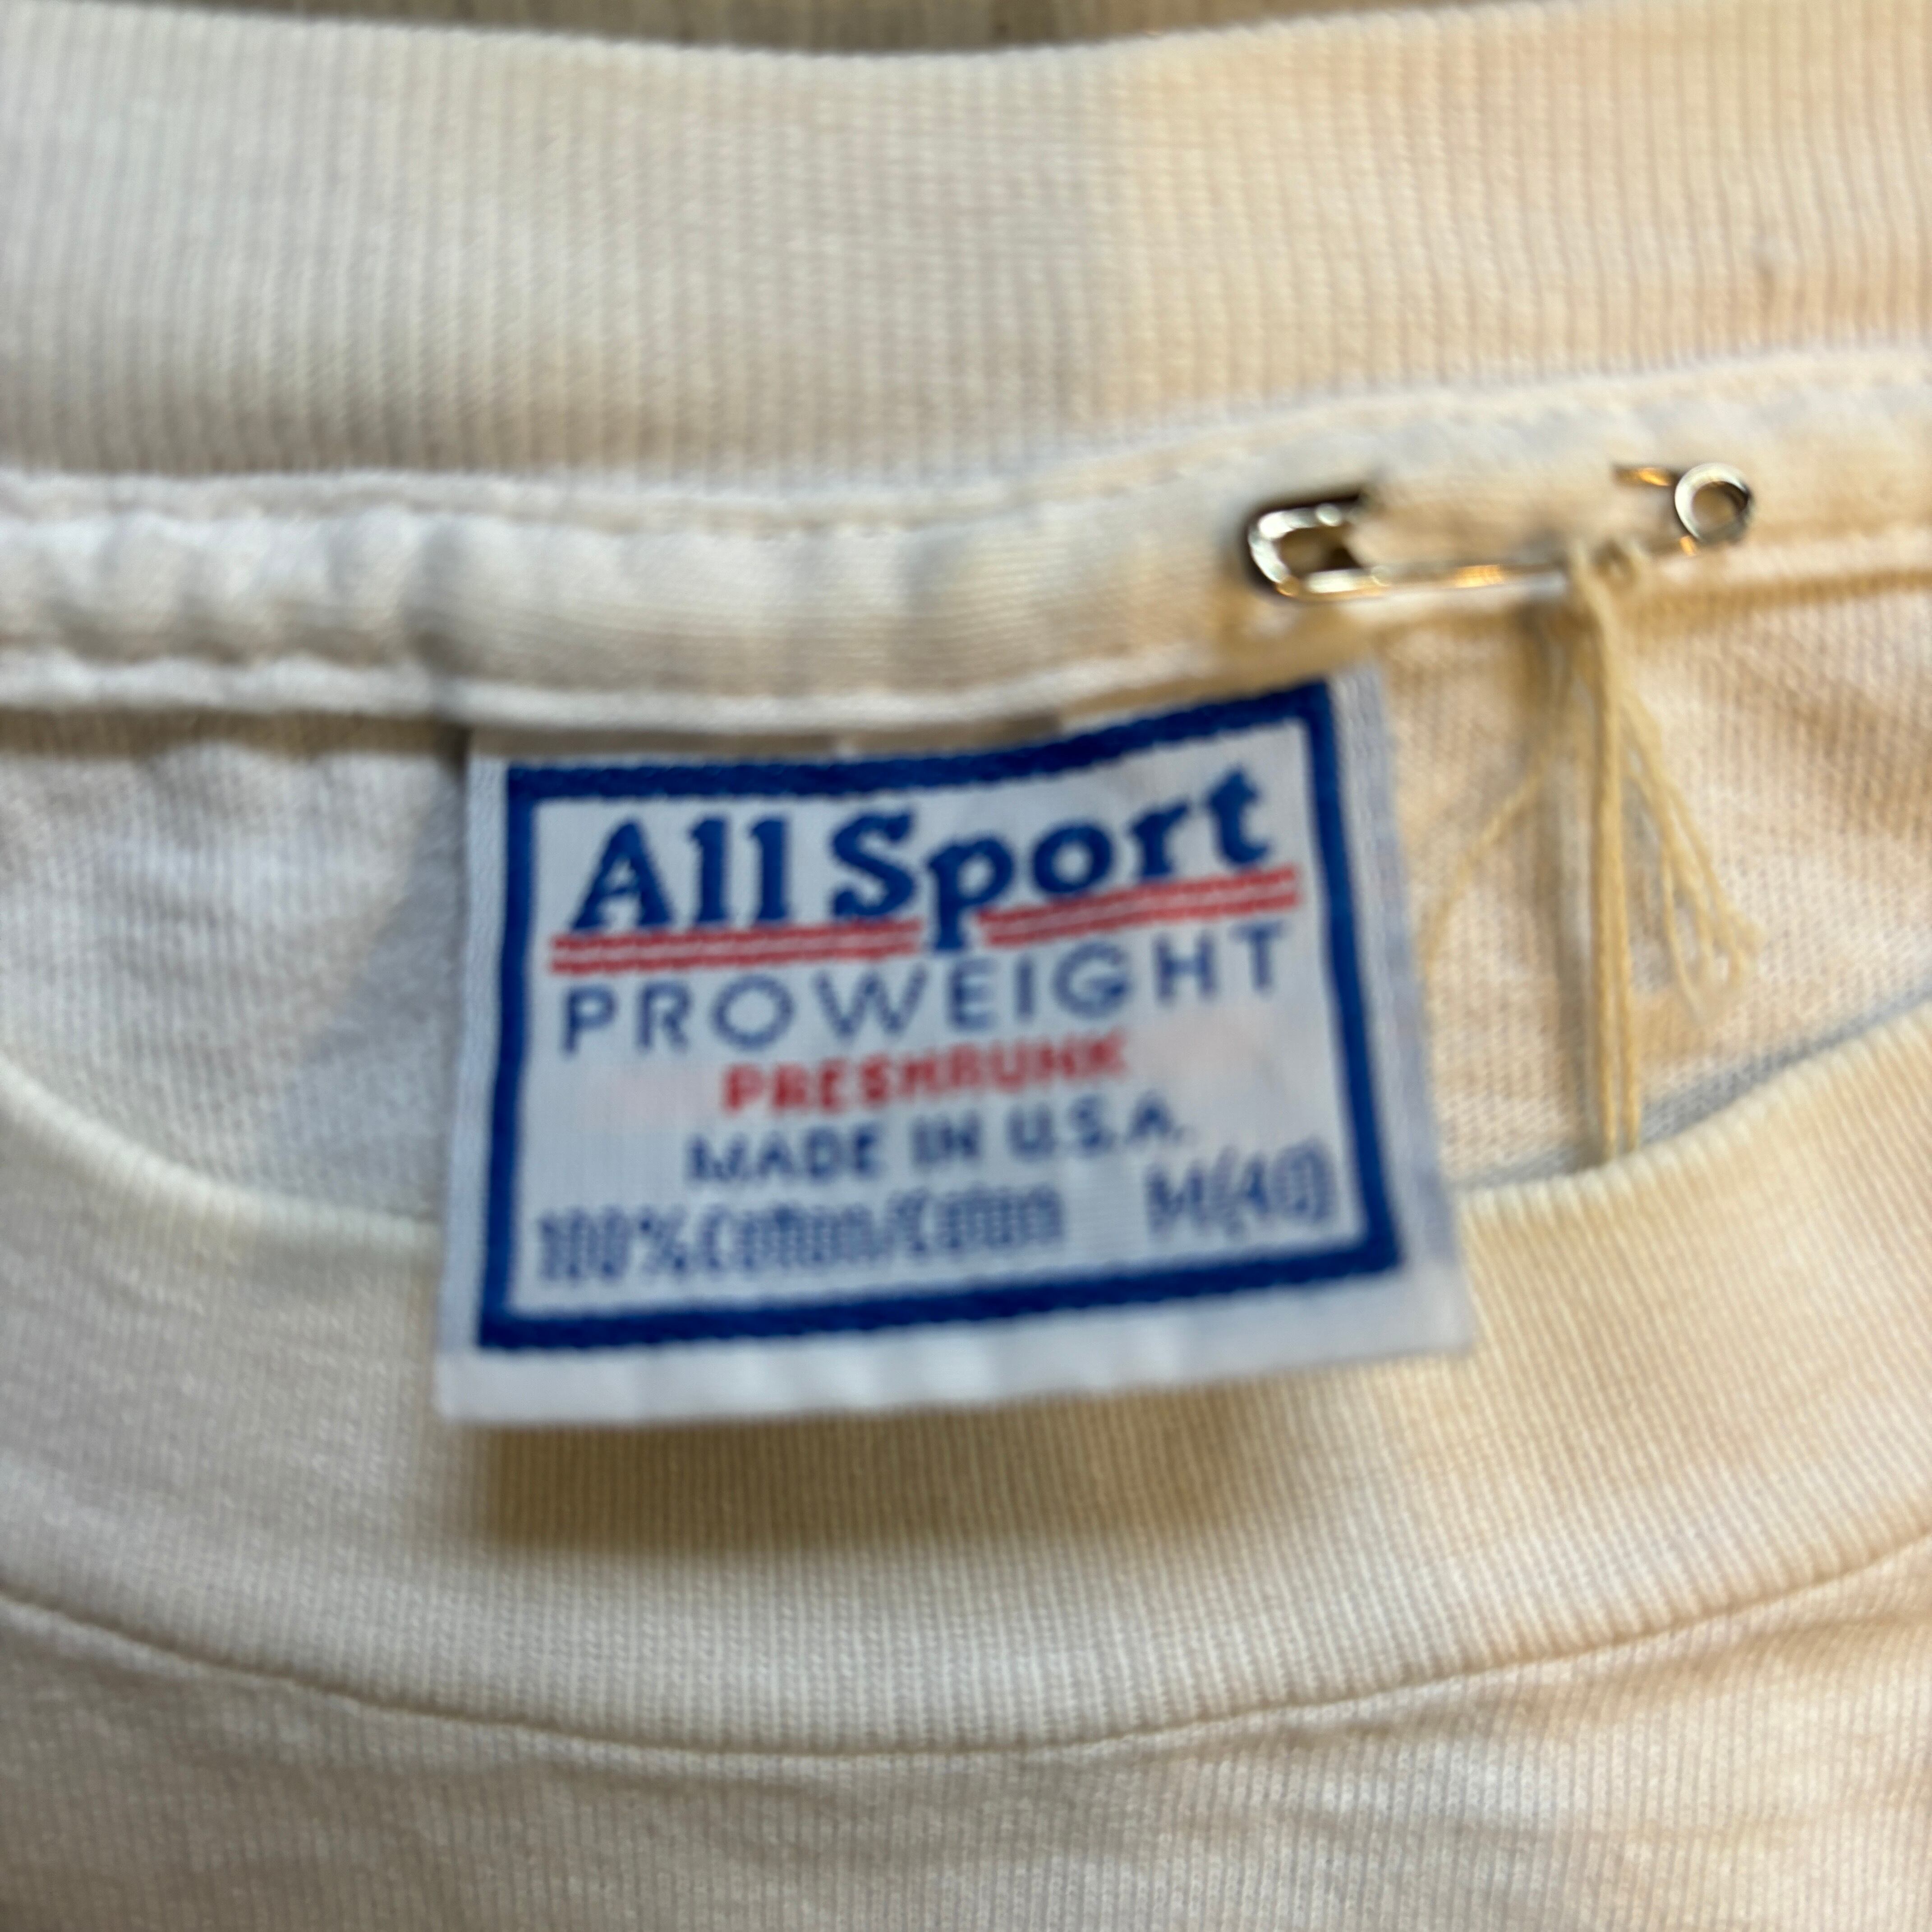 All Sport
PROWEIGHT
PRESHRUNK
MADE IN U.S.A.
100% Cotton/Coton M(40)